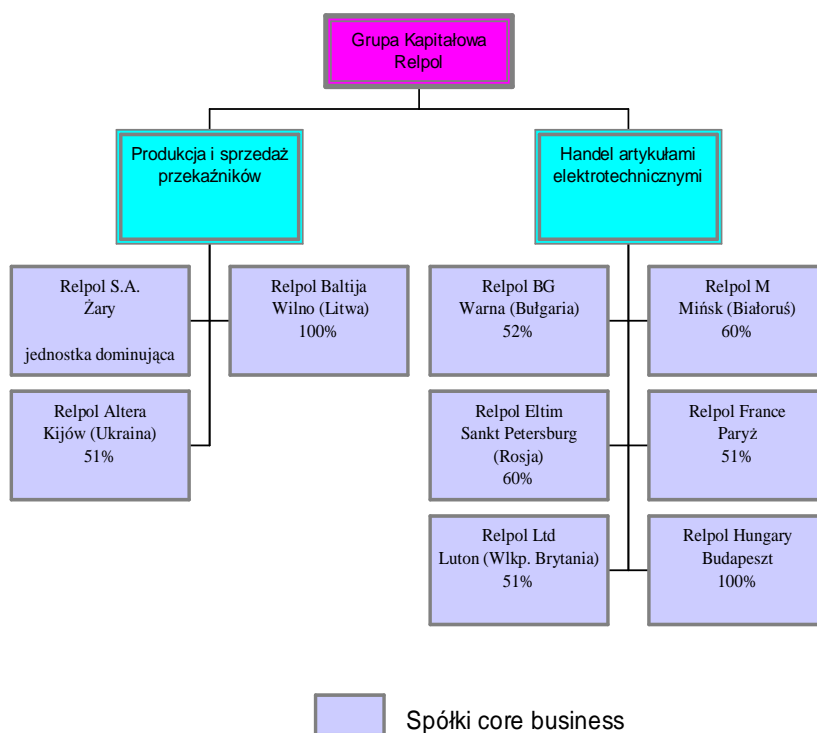 Grupa Kapitałowa
Relpol
Produkcja i sprzedaż
przekaźników
Handel artykułami
elektrotechnicznymi
Relpol S.A.
Żary
jednostka dominująca
Relpol Baltija
Wilno (Litwa)
100%
Relpol BG
Warna (Bułgaria)
52%
Relpol M
Mińsk (Białoruś)
60%
Relpol Altera
Kijów (Ukraina)
51%
Relpol Eltim
Sankt Petersburg
(Rosja)
60%
Relpol France
Paryż
51%
Relpol Ltd
Luton (Wlkp. Brytania)
51%
Relpol Hungary
Budapeszt
100%
Spółki core business